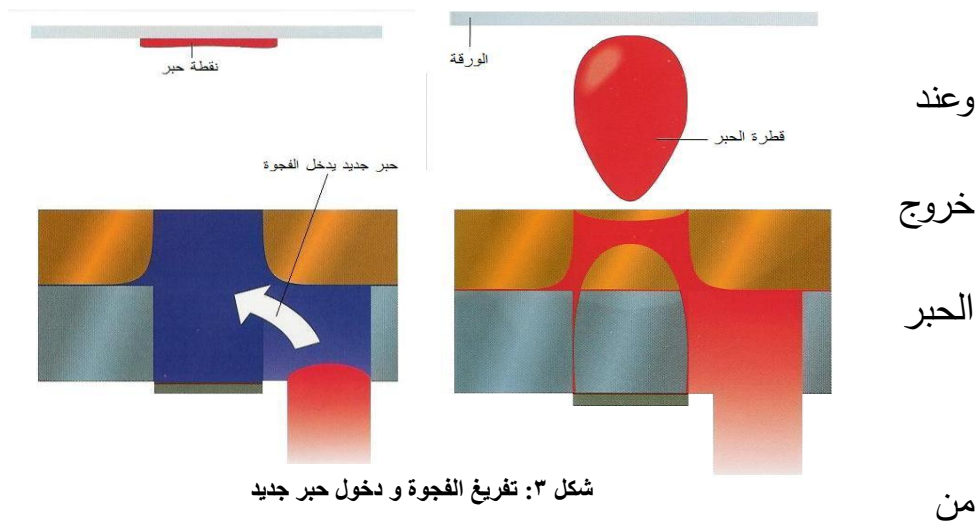 الورقة
نقطة حبر
وعند
قطرة الحبر
حبر جديد يدخل الفجوة
خروج
الحبر
شكل ٣: تفريغ الفجوة و دخول حبر جديد
من